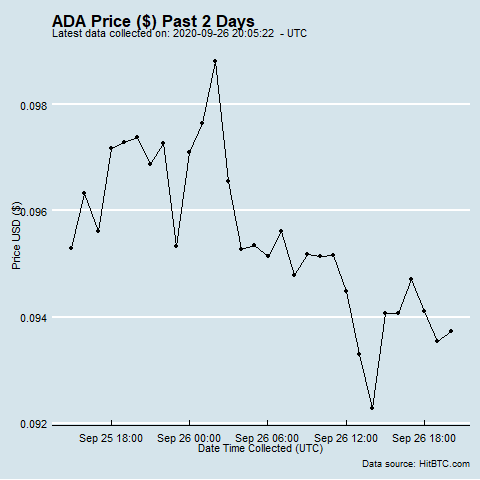 ADA Price ($) Past 2 Days
Latest data collected on: 2020-09-26 20:05:22 - UTC
0.098
0.096
0.094
0.092
Price USD ($)
Sep 25 18:00 Sep 26 00:00 Sep 26 06:00 Sep 26 12:00 Sep 26 18:00
Date Time Collected (UTC)
Data source: HitBTC.com